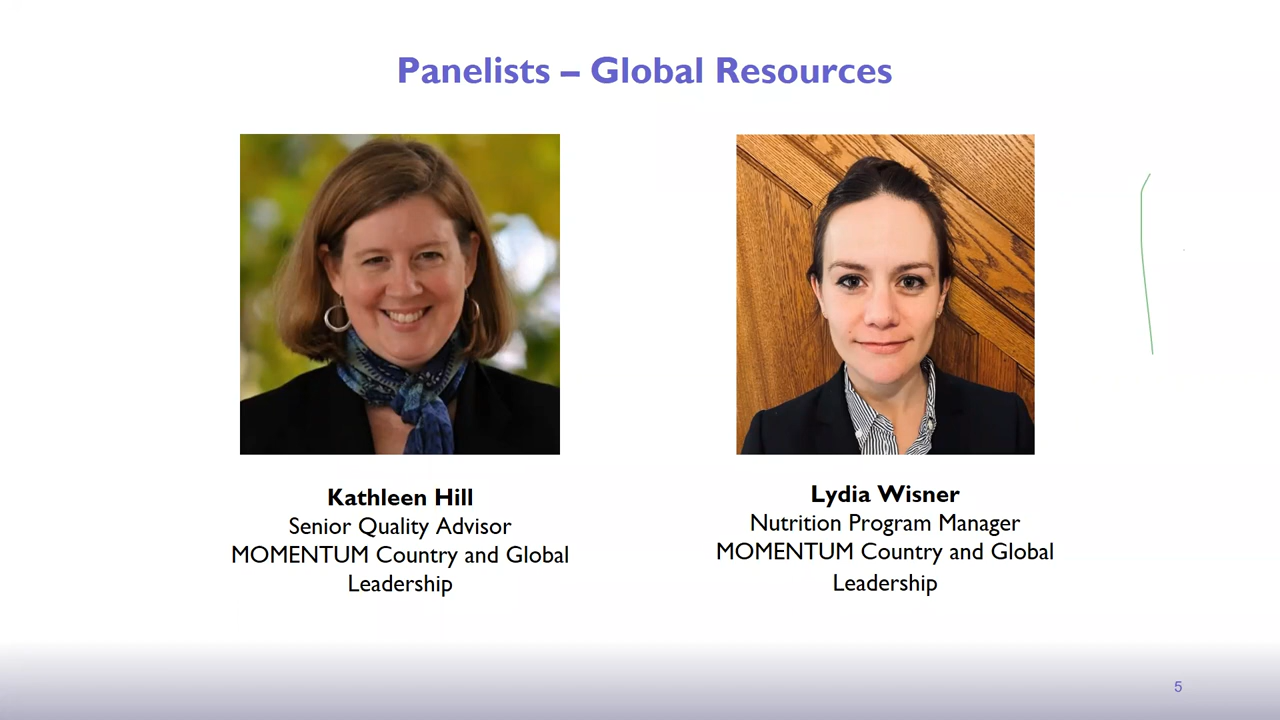 Panelists – Global Resources
Kathleen Hill
Senior Quality Advisor
MOMENTUM Country and Global
Leadership
Lydia Wisner
Nutrition Program Manager
MOMENTUM Country and Global
Leadership
5